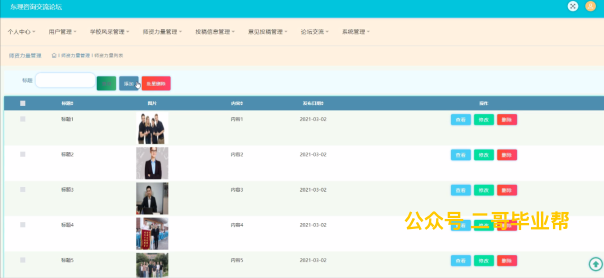 东理咨询交流论坛
个人中心 用户管理 学校风采管理 师资力量管理 投稿信息管理 意见投稿管理 论坛交流 系统管理
师资力量管理 师资力量管理 师资力量列表
标题 添加 批量删除
标题 图片 内容 发布日期 操作
标题1 内容1 2021-03-02 查看 修改 删除
标题2 内容2 2021-03-02 查看 修改 删除
标题3 内容3 2021-03-02 查看 修改 删除
标题4 内容4 2021-03-02 查看 修改 删除
公众号 二哥毕业帮
标题5 内容5 2021-03-02 查看 修改 删除